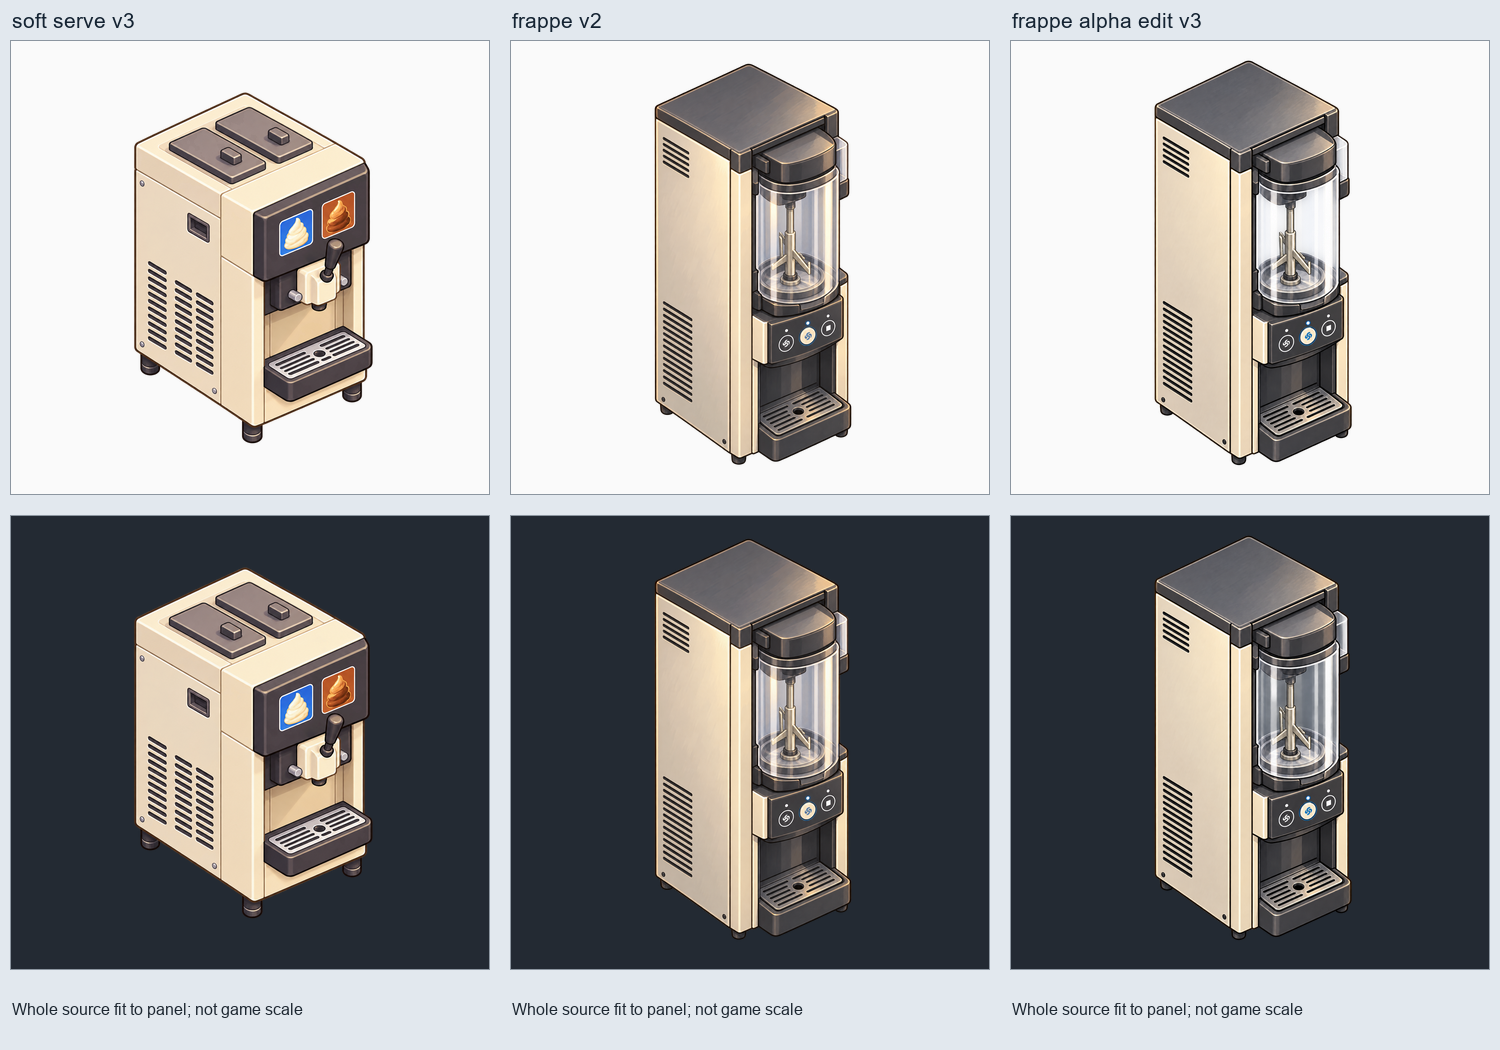 soft serve v3
frappe v2
frappe alpha edit v3
Whole source fit to panel; not game scale
Whole source fit to panel; not game scale
Whole source fit to panel; not game scale